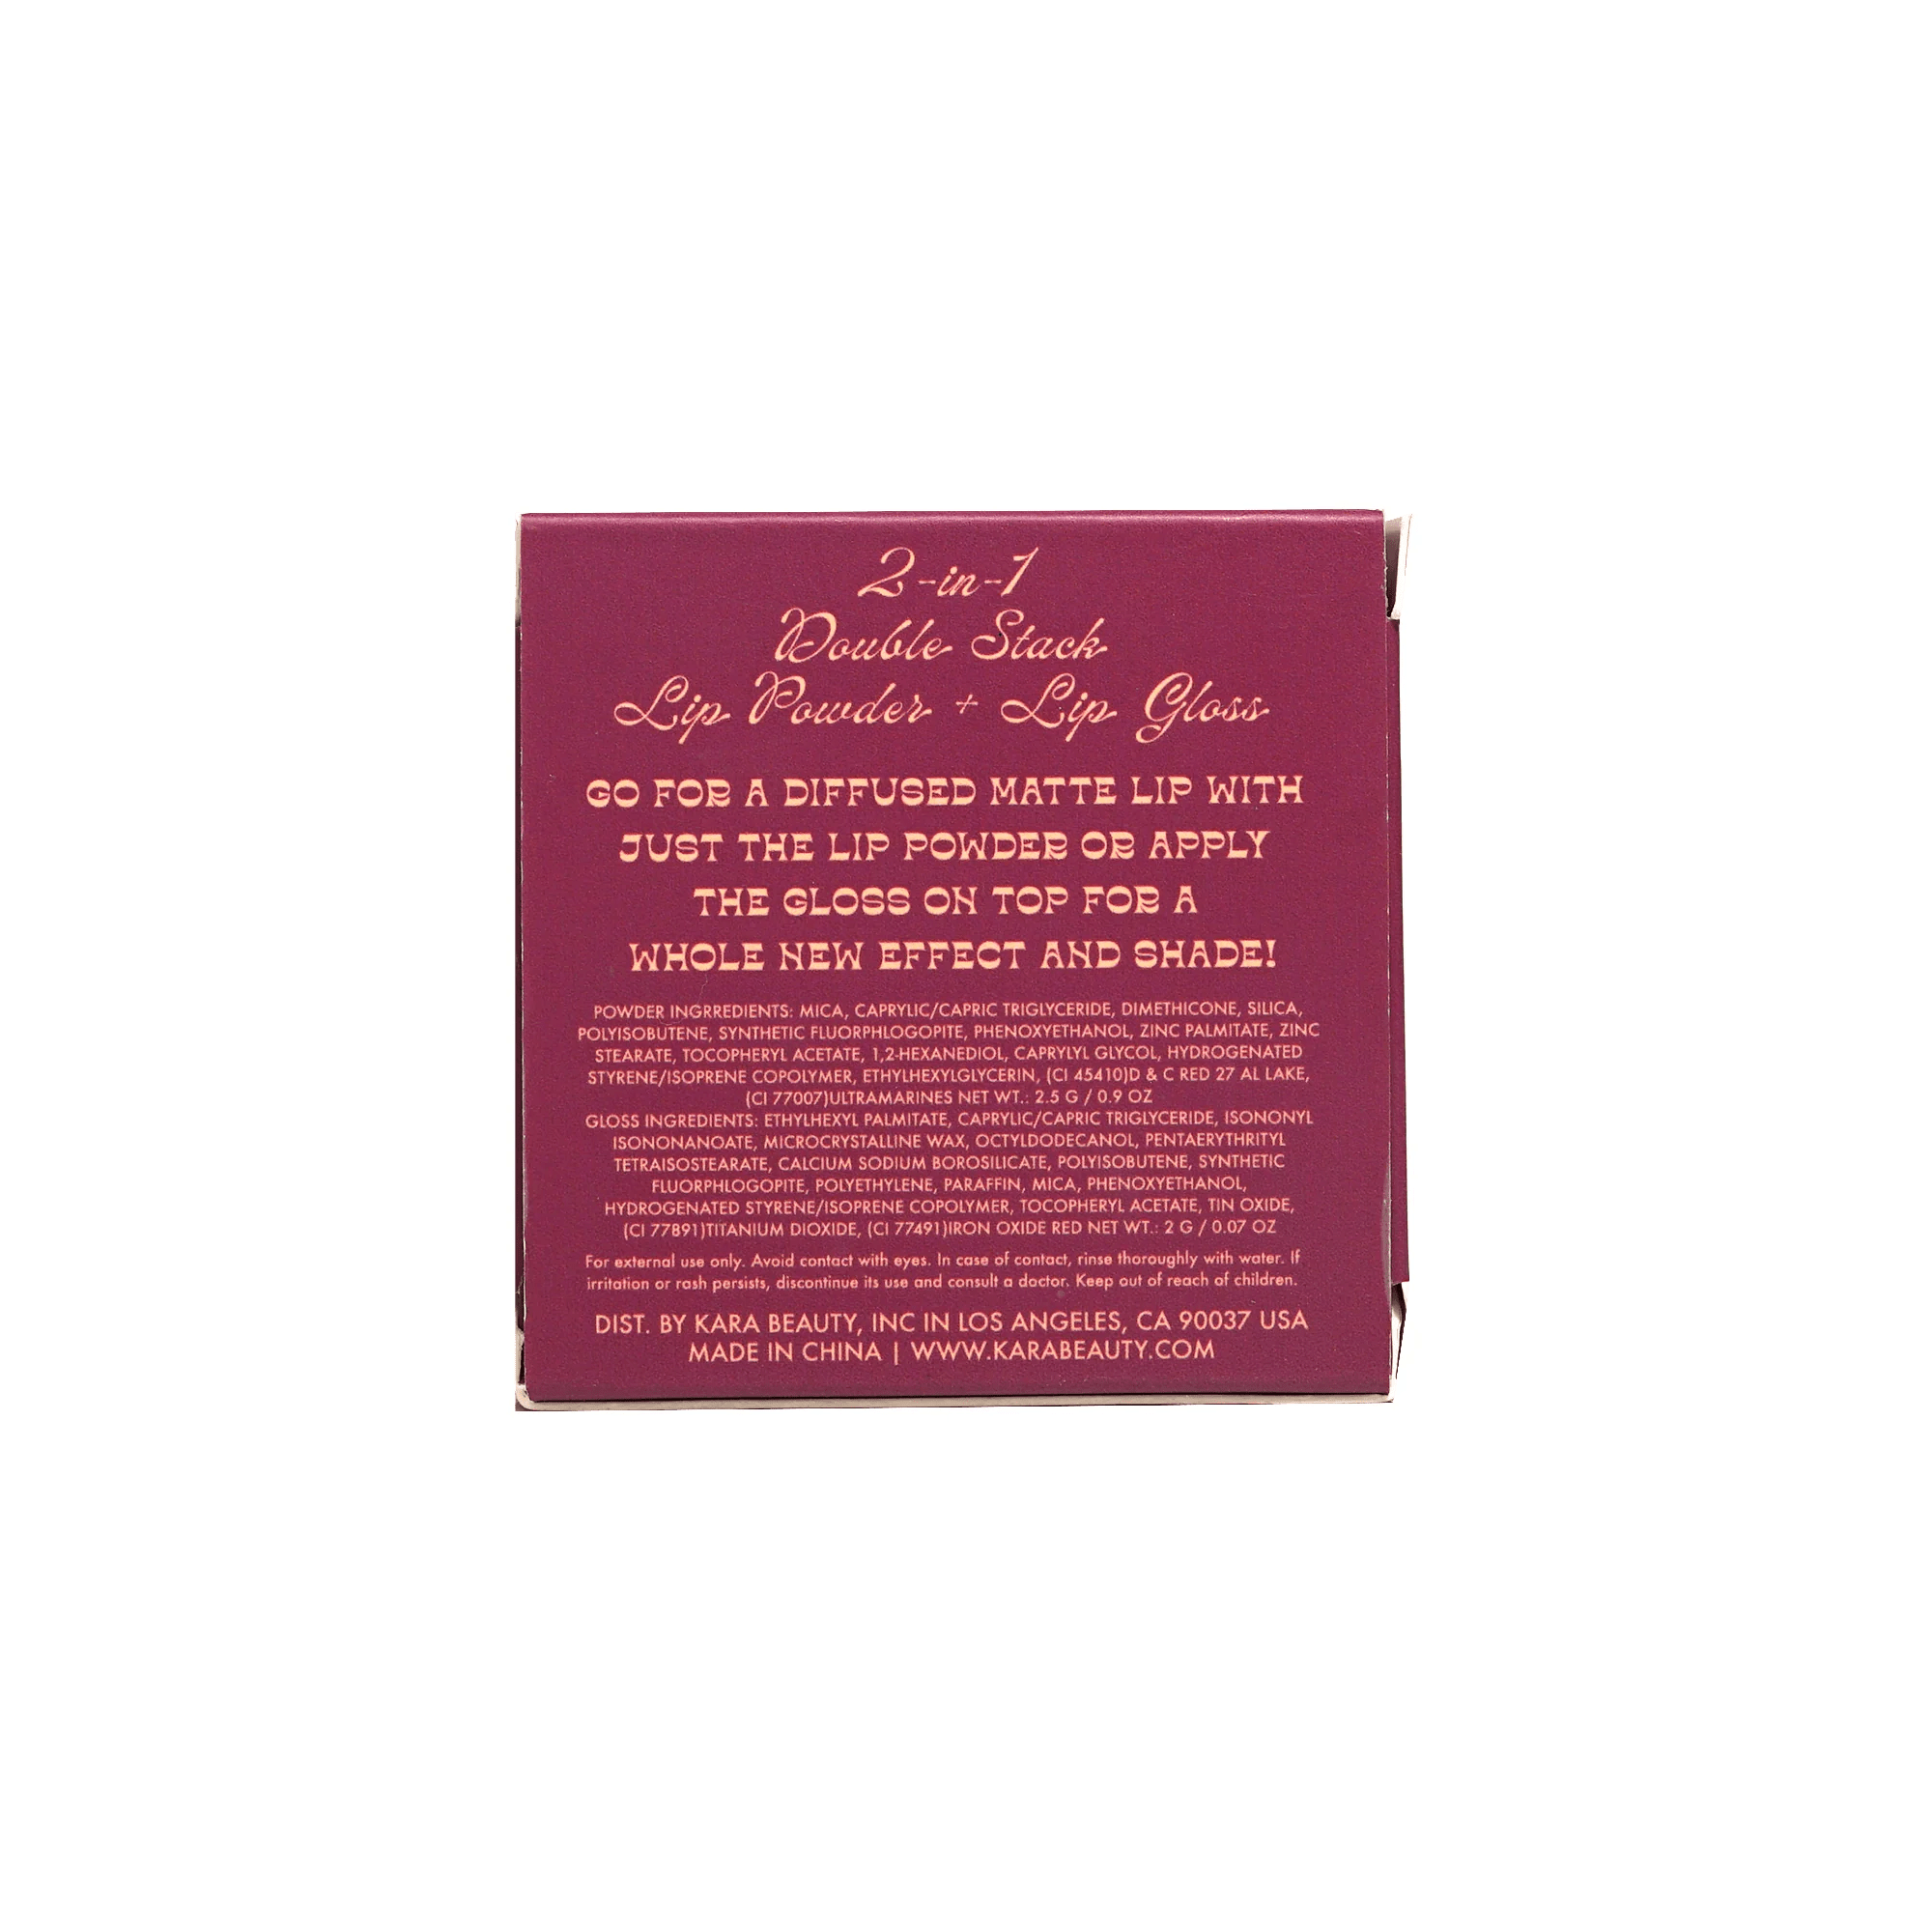 2-in-1
Double Stack
Lip Powder + Lip Gloss
GO FOR A DIFFUSED MATTE LIP WITH
JUST THE LIP POWDER OR APPLY
THE GLOSS ON TOP FOR A
WHOLE NEW EFFECT AND SHADE!
POWDER INGRREDIENTS: MICA, CAPRYLIC/CAPRIC TRIGLYCERIDE, DIMETHICONE, SILICA,
POLYISOBUTENE, SYNTHETIC FLUORPHLOGOPITE, PHENOXYETHANOL, ZINC PALMITATE, ZINC
STEARATE, TOCOPHERYL ACETATE, 1,2-HEXANEDIOL, CAPRYLYL GLYCOL, HYDROGENATED
STYRENE/ISOPRENE COPOLYMER, ETHYLHEXYLGLYCERIN, (CI 45410)D & C RED 27 AL LAKE,
(CI 77007)ULTRAMARINES NET WT.: 2.5 G / 0.9 OZ
GLOSS INGREDIENTS: ETHYLHEXYL PALMITATE, CAPRYLIC/CAPRIC TRIGLYCERIDE, ISONONYL
ISONONANOATE, MICROCRYSTALLINE WAX, OCTYLDODECANOL, PENTAERYTHRITYL
TETRAISOSTEARATE, CALCIUM SODIUM BOROSILICATE, POLYISOBUTENE, SYNTHETIC
FLUORPHLOGOPITE, POLYETHYLENE, PARAFFIN, MICA, PHENOXYETHANOL,
HYDROGENATED STYRENE/ISOPRENE COPOLYMER, TOCOPHERYL ACETATE, TIN OXIDE,
(CI 77891)TITANIUM DIOXIDE, (CI 77491)IRON OXIDE RED NET WT.: 2 G / 0.07 OZ
For external use only. Avoid contact with eyes. In case of contact, rinse thoroughly with water. If
irritation or rash persists, discontinue its use and consult a doctor. Keep out of reach of children.
DIST. BY KARA BEAUTY, INC IN LOS ANGELES, CA 90037 USA
MADE IN CHINA | WWW.KARABEAUTY.COM